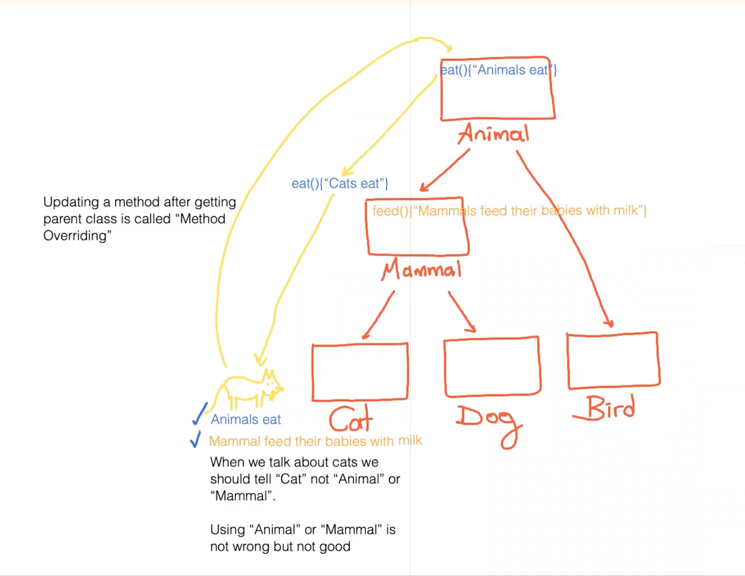 eat(){“Animals eat”}
Animal
eat(){“Cats eat”}
Updating a method after getting
parent class is called “Method
Overriding”
feed(){“Mammals feed their babies with milk”}
Mammal
Cat
Dog
Bird
Animals eat
Mammal feed their babies with milk
When we talk about cats we
should tell “Cat” not “Animal” or
“Mammal”.
Using “Animal” or “Mammal” is
not wrong but not good